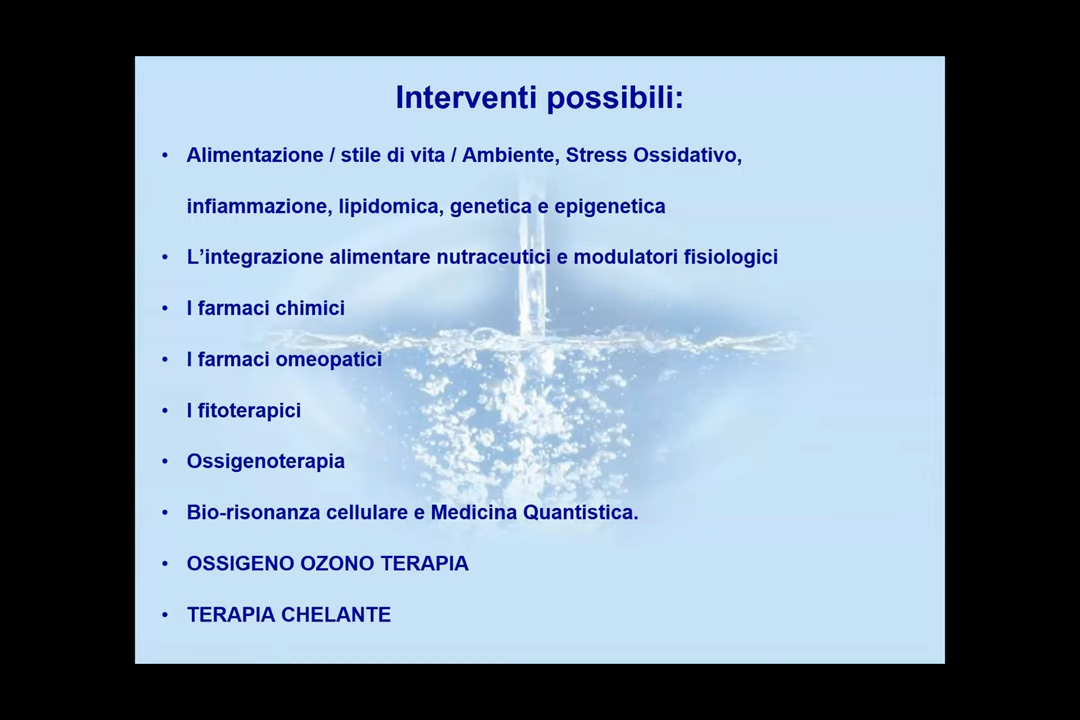 Interventi possibili:
• Alimentazione / stile di vita / Ambiente, Stress Ossidativo,
infiammazione, lipidomica, genetica e epigenetica
• L’integrazione alimentare nutraceutici e modulatori fisiologici
• I farmaci chimici
• I farmaci omeopatici
• I fitoterapici
• Ossigenoterapia
• Bio-risonanza cellulare e Medicina Quantistica.
• OSSIGENO OZONO TERAPIA
• TERAPIA CHELANTE